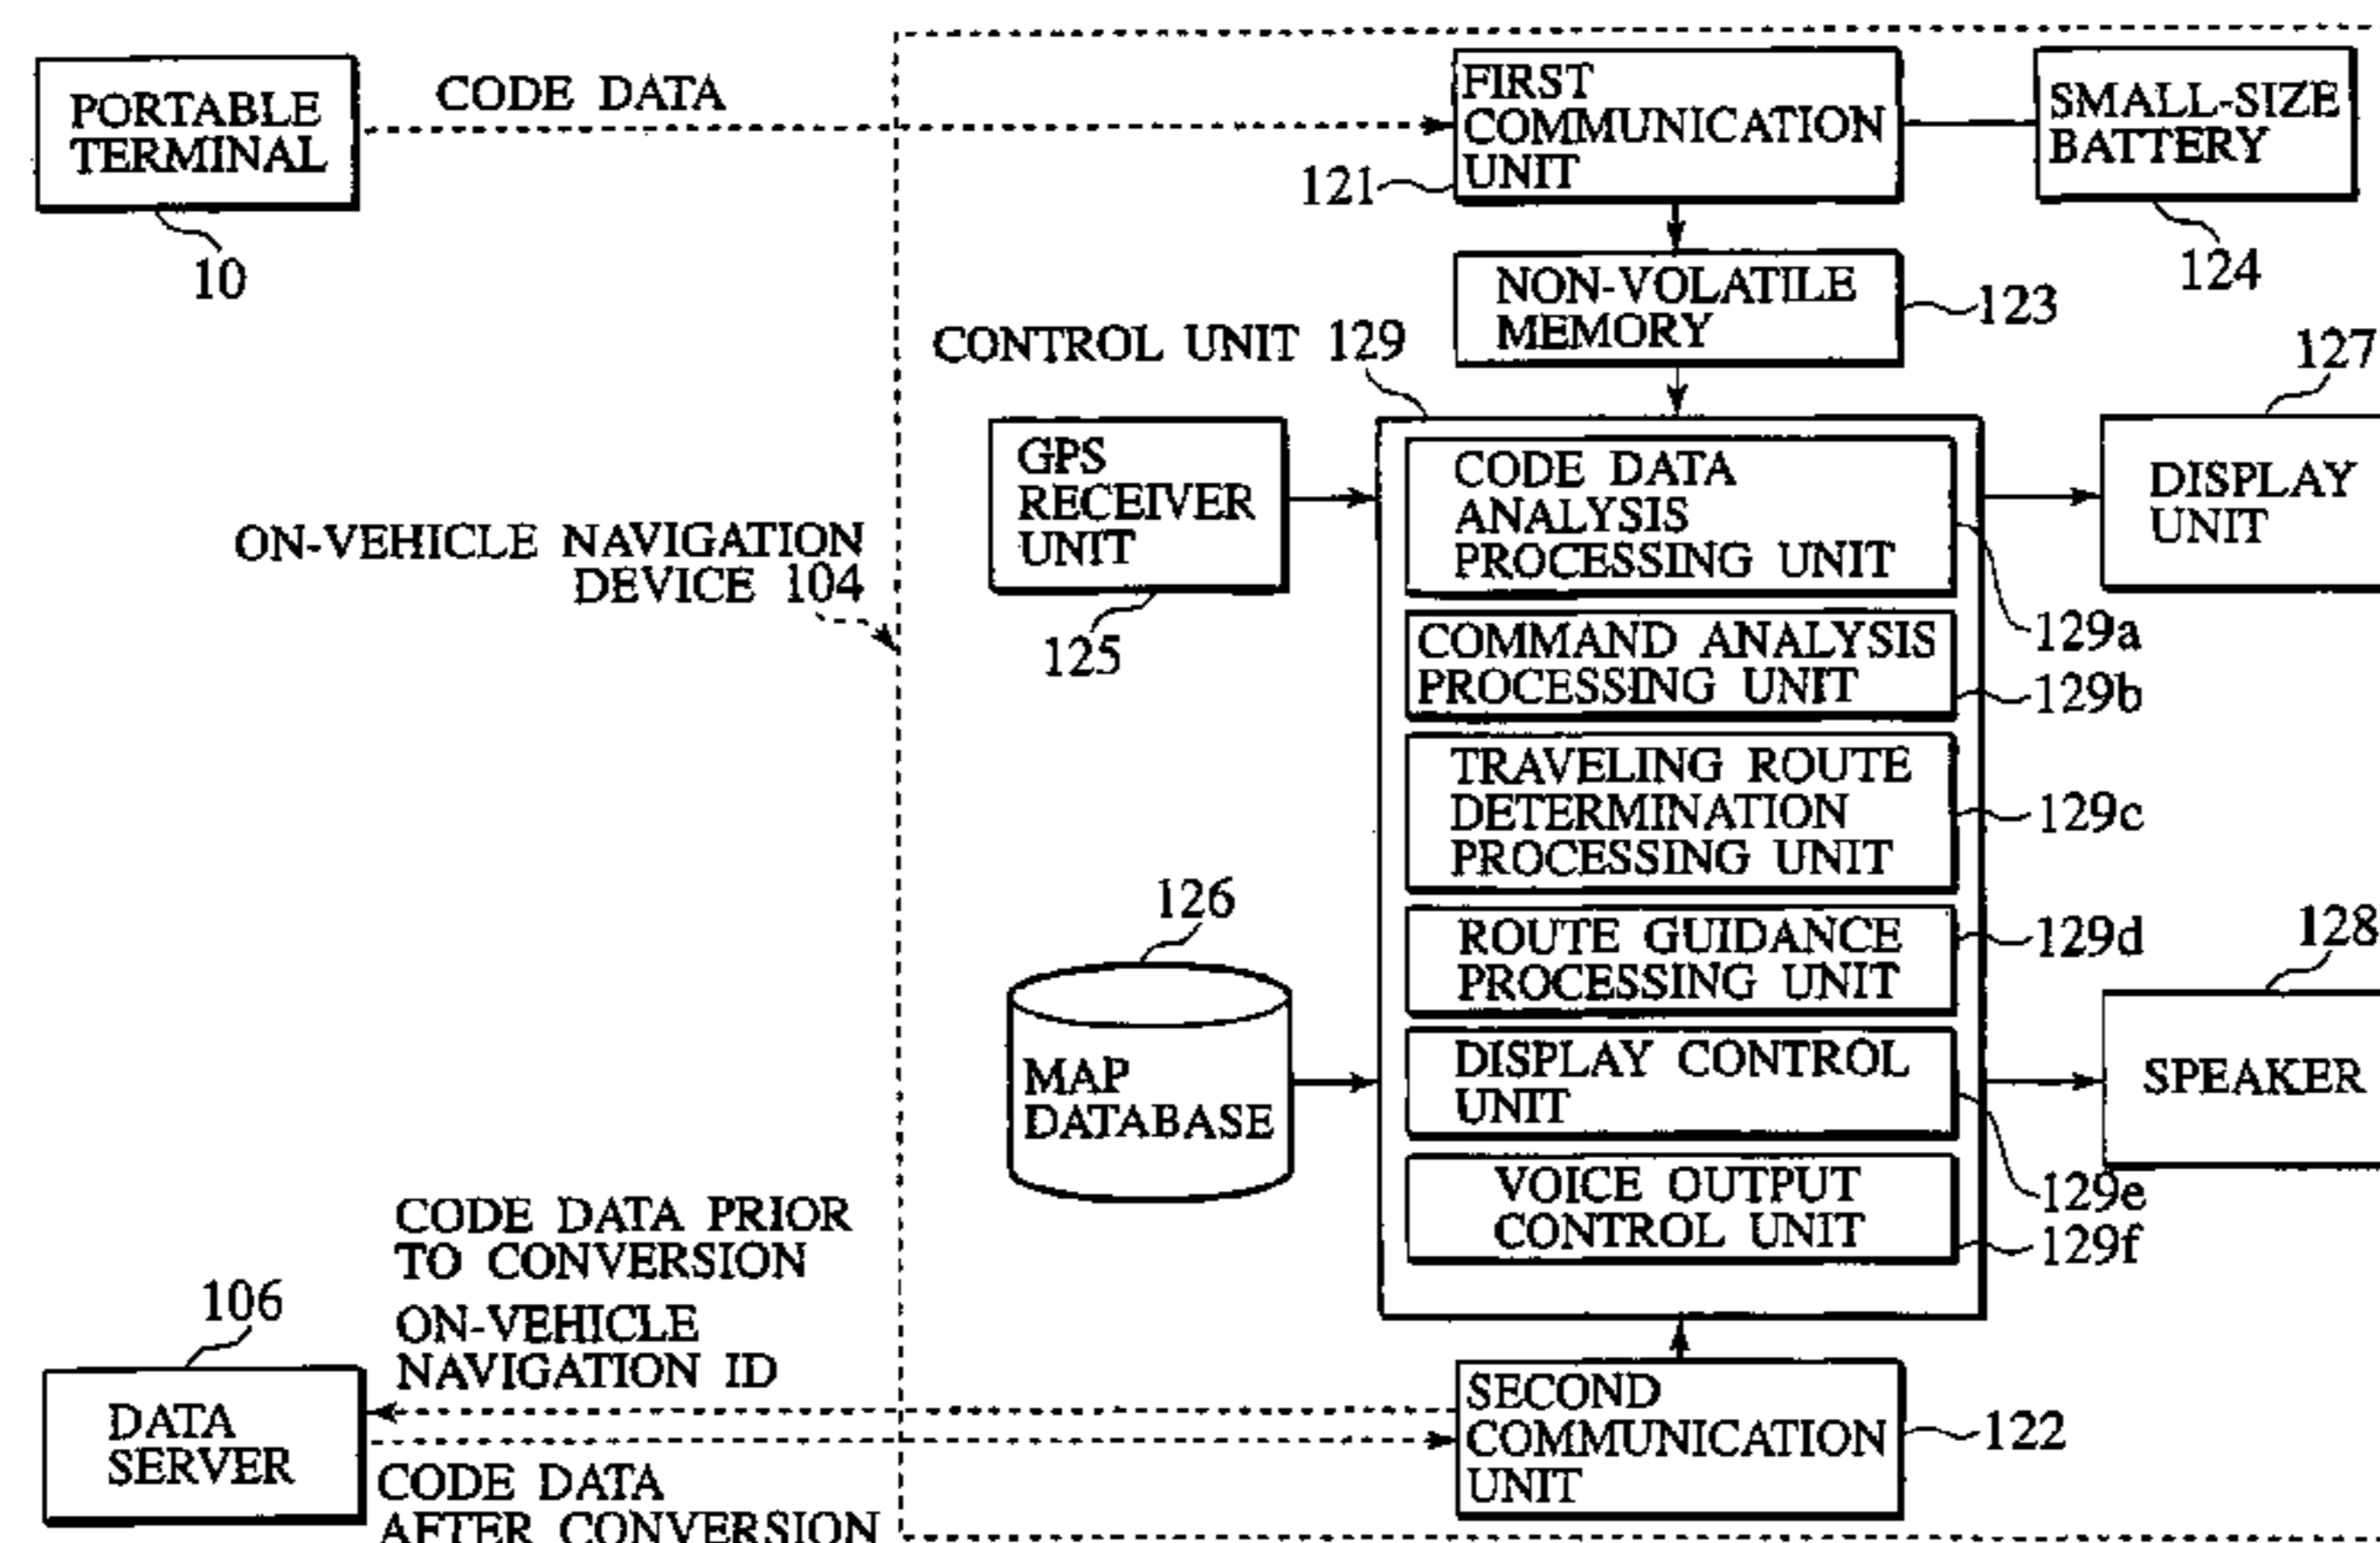 PORTABLE
TERMINAL
10
CODE DATA
FIRST
COMMUNICATION
UNIT
121
SMALL-SIZE
BATTERY
124
NON-VOLATILE
MEMORY
123
CONTROL UNIT 129
127
GPS
RECEIVER
UNIT
125
CODE DATA
ANALYSIS
PROCESSING UNIT
129a
DISPLAY
UNIT
ON-VEHICLE NAVIGATION
DEVICE 104
COMMAND ANALYSIS
PROCESSING UNIT
129b
TRAVELING ROUTE
DETERMINATION
PROCESSING UNIT
129c
126
MAP
DATABASE
ROUTE GUIDANCE
PROCESSING UNIT
129d
128
SPEAKER
DISPLAY CONTROL
UNIT
129e
VOICE OUTPUT
CONTROL UNIT
129f
CODE DATA PRIOR
TO CONVERSION
ON-VEHICLE
NAVIGATION ID
106
DATA
SERVER
CODE DATA
AFTER CONVERSION
SECOND
COMMUNICATION
UNIT
122